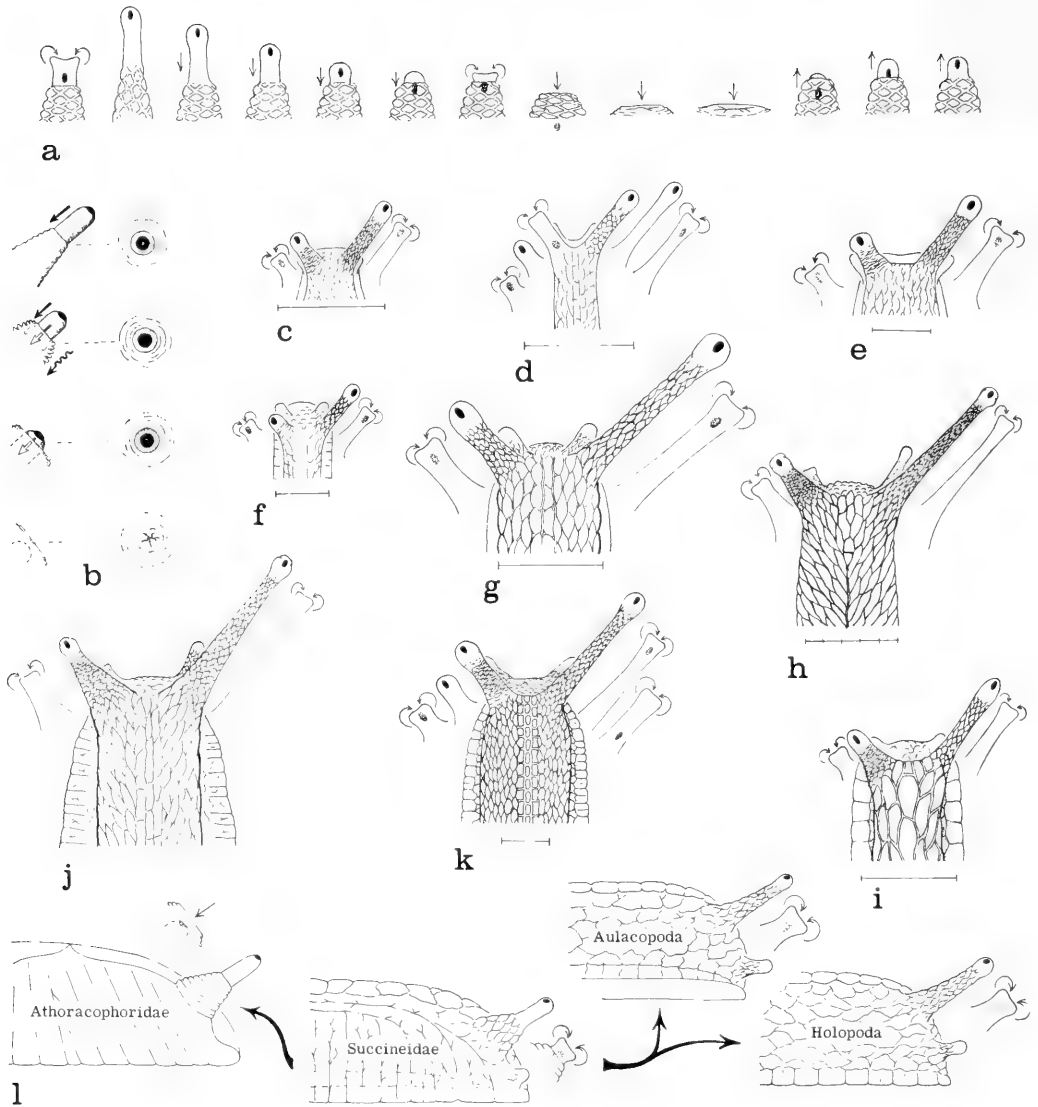 a
b
c
d
e
f
g
h
j
k
i
Aulacopoda
Athoracophoridae
Succineidae
Holopoda
l